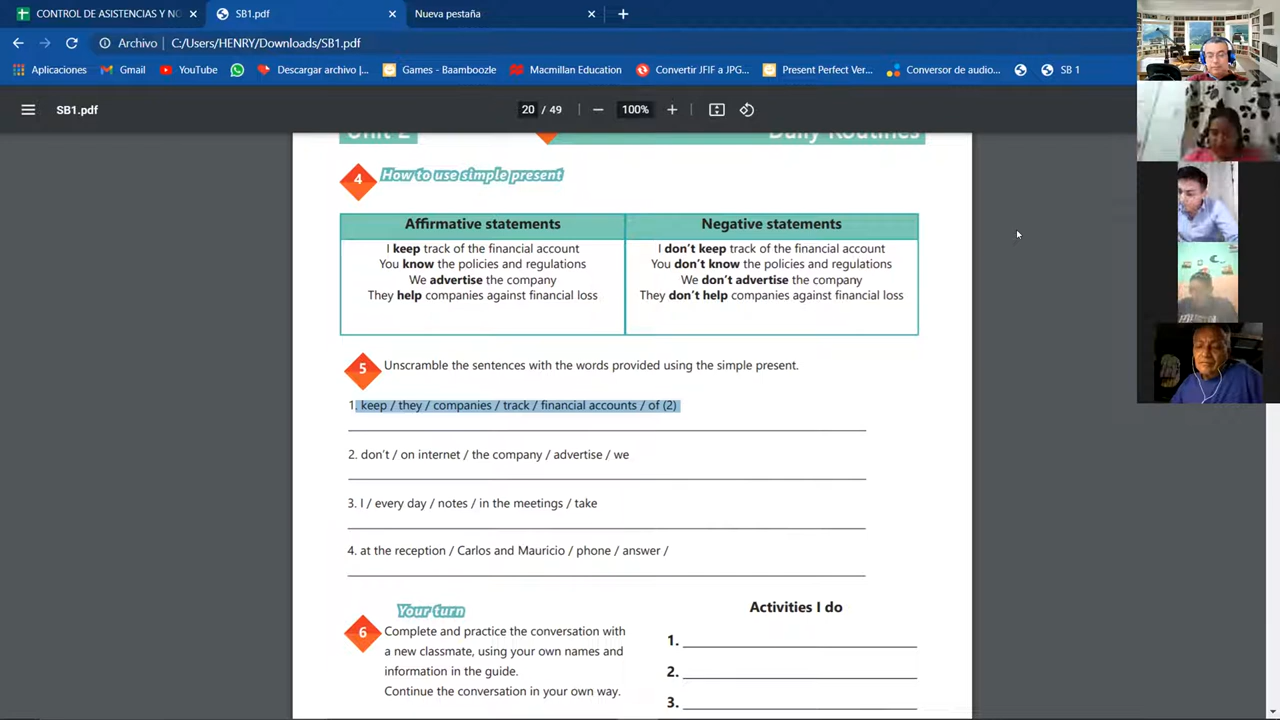 CONTROL DE ASISTENCIAS Y NO
SB1.pdf
Nueva pestaña
Archivo
C:/Users/HENRY/Downloads/SB1.pdf
Aplicaciones
Gmail
YouTube
Descargar archivo |...
Games -
Macmillan Education
Convertir JFIF a JPG...
Present Perfect Ver...
Conversor de audio...
SB 1
SB1.pdf
20 / 49
100%
Unit 2
Daily Routines
4
How to use simple present
Affirmative statements
I keep track of the financial account
You know the policies and regulations
We advertise the company
They help companies against financial loss
Negative statements
I don't keep track of the financial account
You don't know the policies and regulations
We don't advertise the company
They don't help companies against financial loss
5
Unscramble the sentences with the words provided using the simple present.
1. keep / they / companies / track / financial accounts / of (2)
2. don't / on internet / the company / advertise / we
3. I / every day / notes / in the meetings / take
4. at the reception / Carlos and Mauricio / phone / answer /
Your turn
6
Complete and practice the conversation with
a new classmate, using your own names and
information in the guide.
Continue the conversation in your own way.
Activities I do
1.
2.
3.